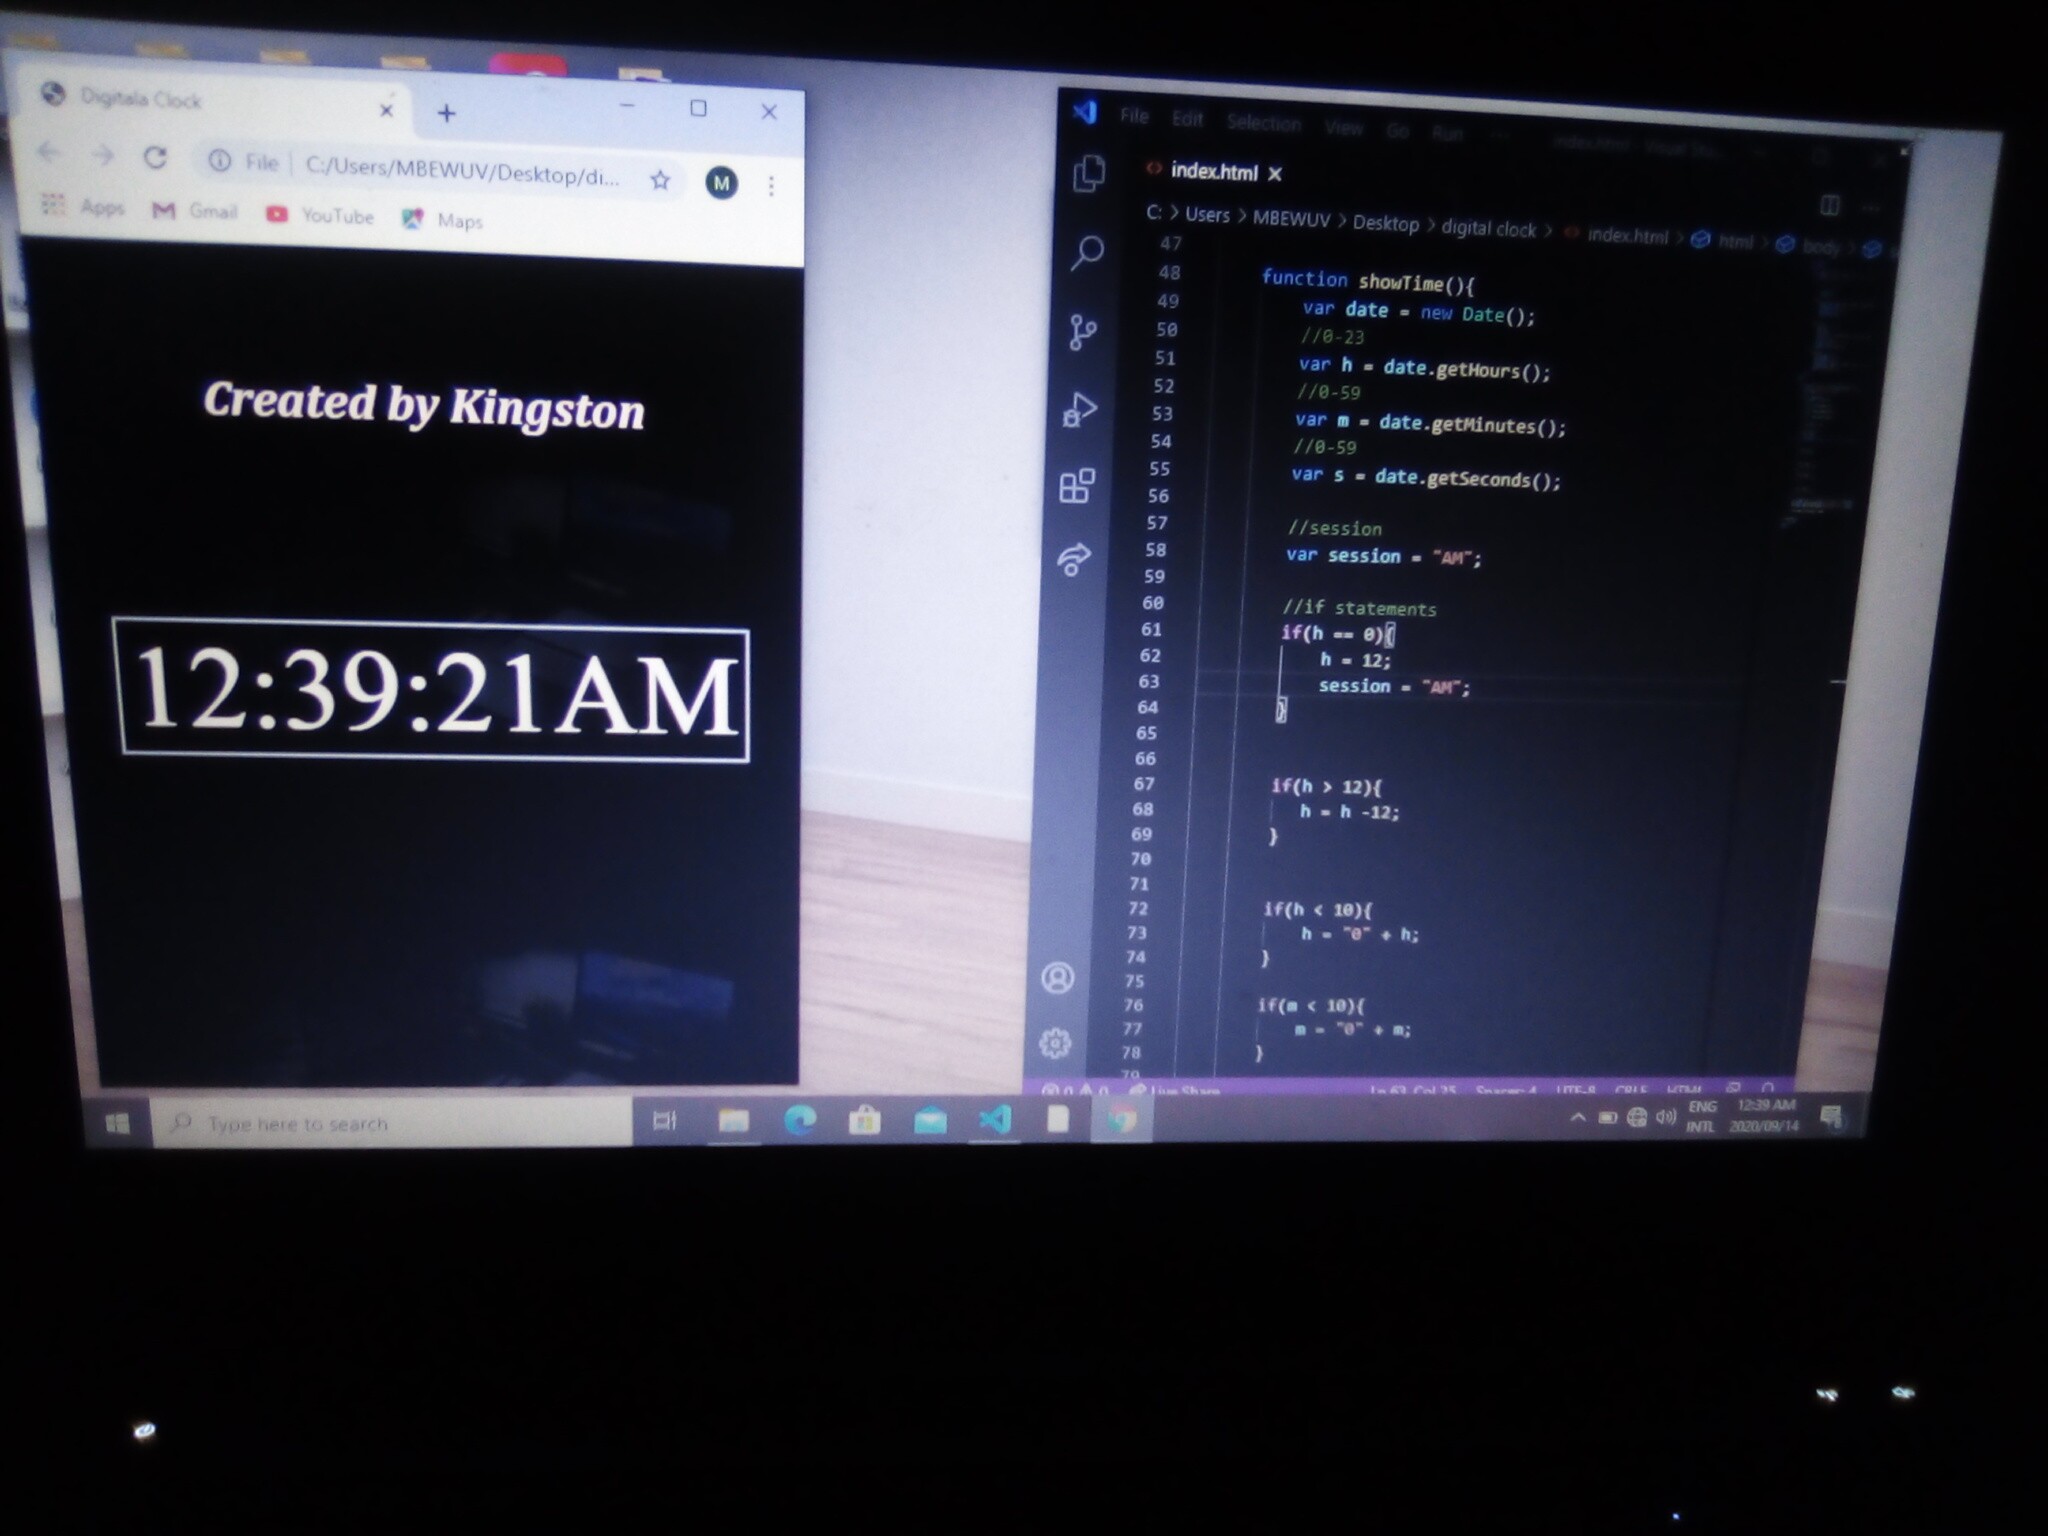 Digitala Clock
File C:/Users/MBEWUV/Desktop/di...
M
Apps Gmail YouTube Maps
Created by Kingston
12:39:21AM
File Edit Selection View Go Run ...
index.html
C: > Users > MBEWUV > Desktop > digital clock > index.html > html > body >
47
48 function showTime(){
49 var date = new Date();
50 //0-23
51 var h = date.getHours();
52 //0-59
53 var m = date.getMinutes();
54 //0-59
55 var s = date.getSeconds();
56
57 //session
58 var session = "AM";
59
60 //if statements
61 if(h == 0){
62 h = 12;
63 session = "AM";
64 }
65
66
67 if(h > 12){
68 h = h -12;
69 }
70
71
72 if(h < 10){
73 h = "0" + h;
74 }
75
76 if(m < 10){
77 m = "0" + m;
78 }
79
0 0 Live Share Ln 63, Col 25 Spaces: 4 UTF-8 CRLF HTML
Type here to search
ENG 12:39 AM
INTL 2020/09/14